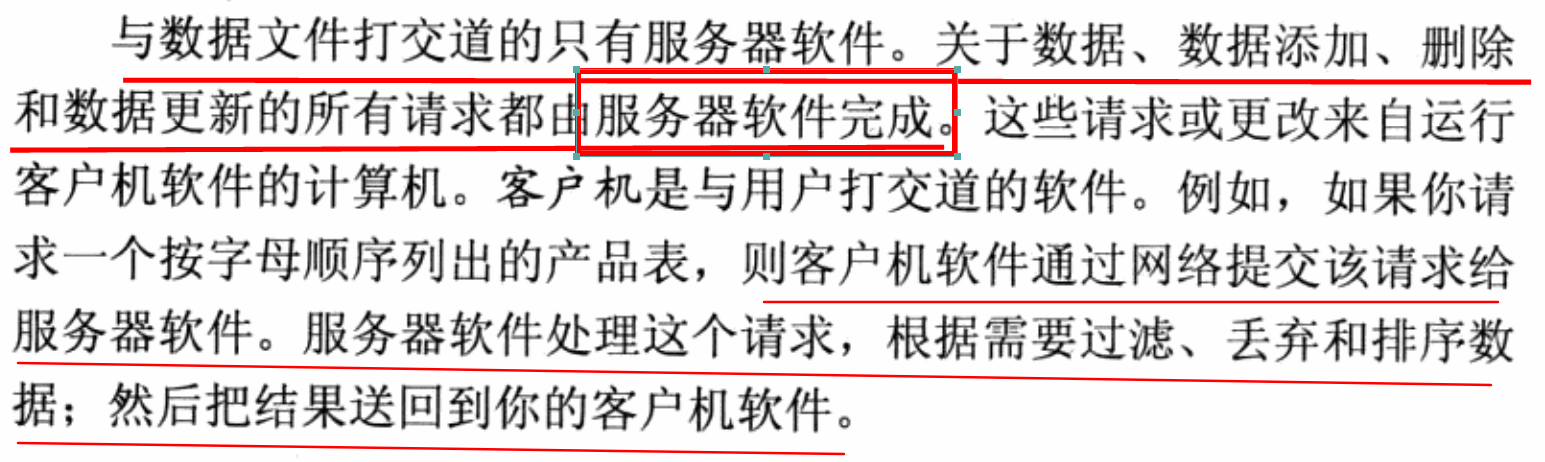 与数据文件打交道的只有服务器软件。关于数据、数据添加、删除
和数据更新的所有请求都由服务器软件完成。这些请求或更改来自运行
客户机软件的计算机。客户机是与用户打交道的软件。例如，如果你请
求一个按字母顺序列出的产品表，则客户机软件通过网络提交该请求给
服务器软件。服务器软件处理这个请求，根据需要过滤、丢弃和排序数
据；然后把结果送回到你的客户机软件。